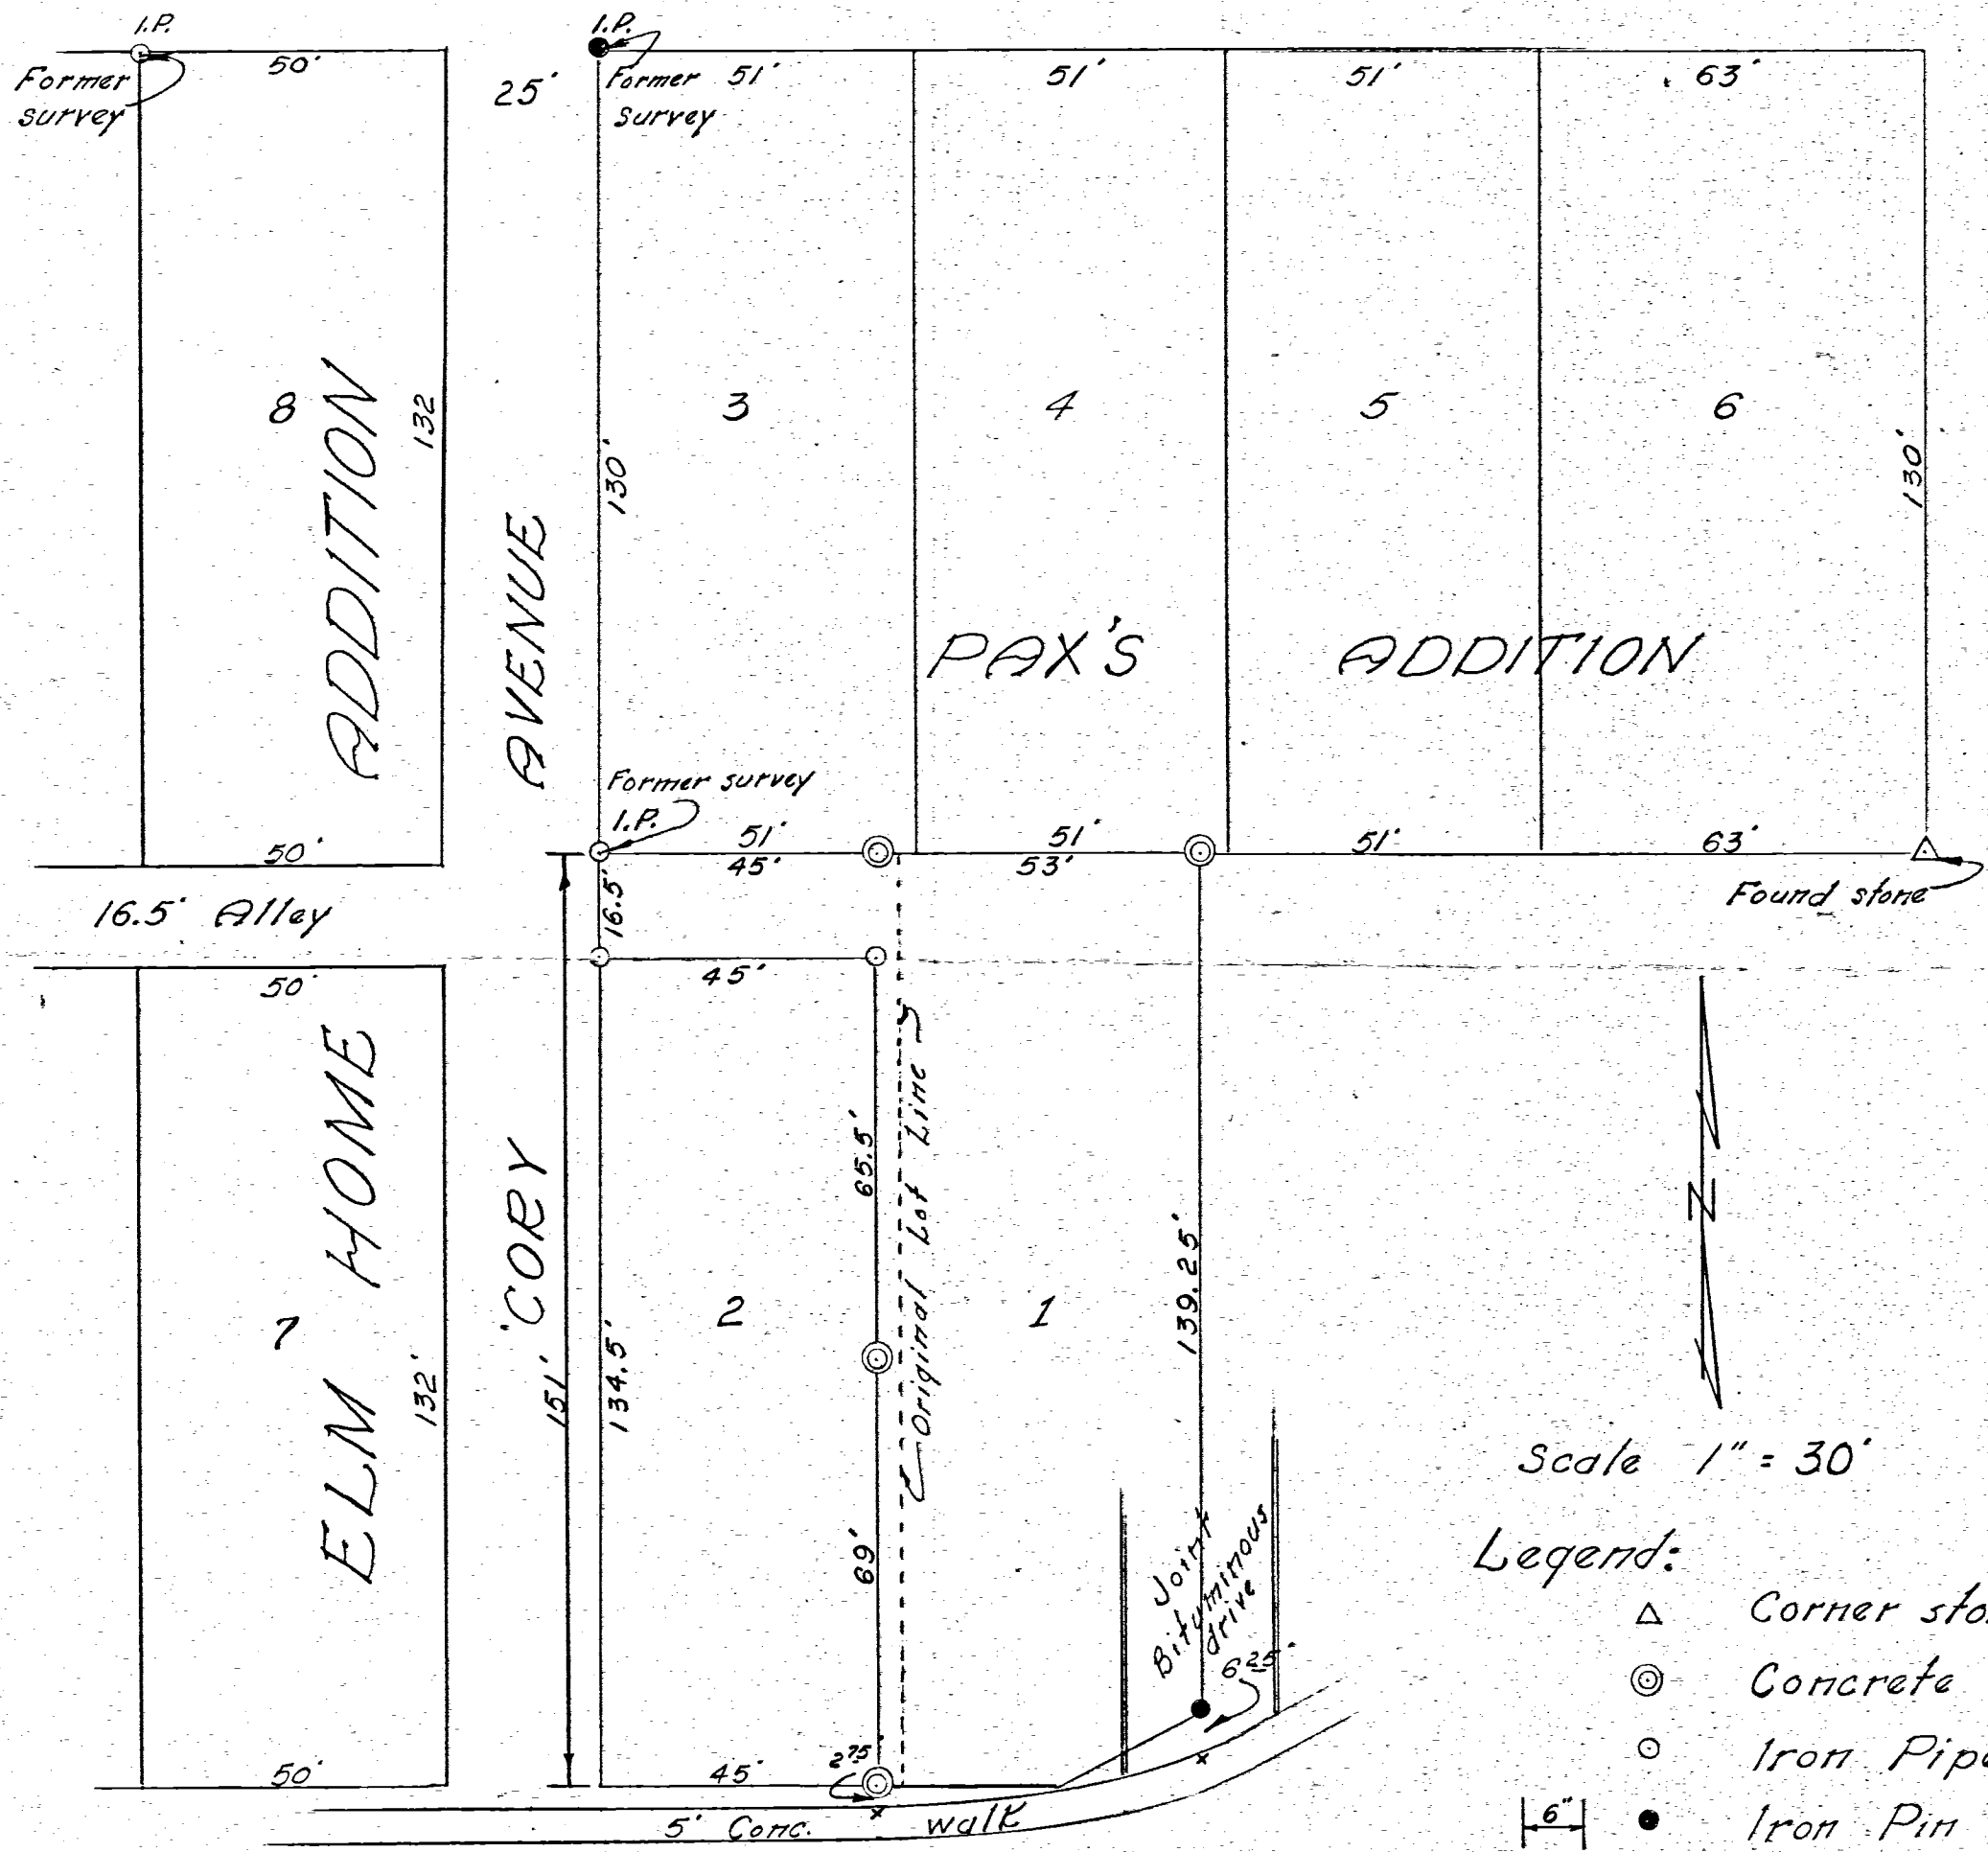 I.P.
I.P.
50'
Former
survey
25'
Former
survey
51'
51'
51'
63'
8
ADDITION
132
AVENUE
130'
3
4
5
6
130'
PAX'S ADDITION
Former survey
I.P.
50'
51'
51'
51'
63'
45'
53'
16.5' Alley
16.5'
Found stone
50'
45'
ELM HOME
7
132'
CORY
151'
134.5'
2
65.5'
Original Lot Line
1
139.25'
N
69'
Joint
Bituminous
drive
6 25'
Scale 1" = 30'
Legend:
Corner
Concrete
Iron
6" Iron Pin
50'
45'
2 75'
5' Conc. walk